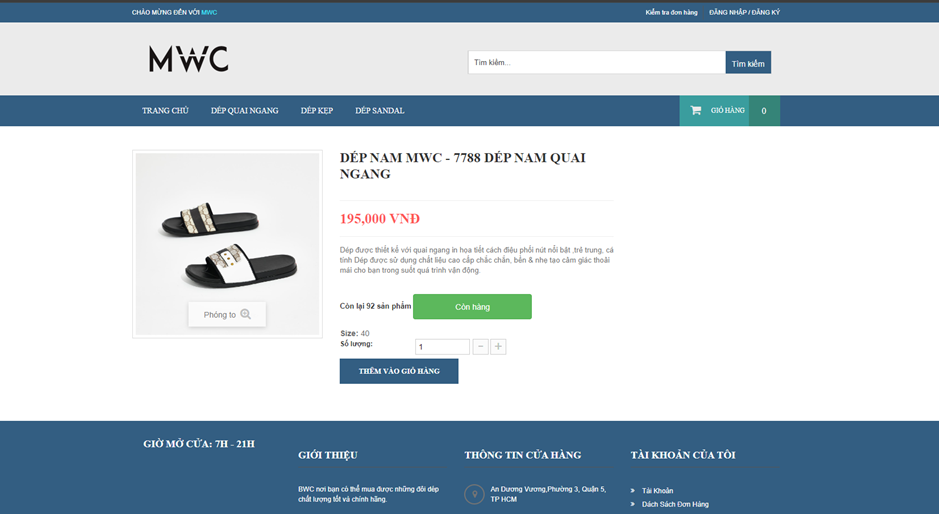 CHÀO MỪNG ĐẾN VỚI MWC
Kiểm tra đơn hàng
ĐĂNG NHẬP / ĐĂNG KÝ
MWC
Tìm kiếm...
Tìm kiếm
TRANG CHỦ
DÉP QUAI NGANG
DÉP KẸP
DÉP SANDAL
GIỎ HÀNG
0
DÉP NAM MWC - 7788 DÉP NAM QUAI
NGANG
195,000 VNĐ
Dép được thiết kế với quai ngang in họa tiết cách điệu phối nút nổi bật ,trẻ trung, cá
tính Dép được sử dụng chất liệu cao cấp chắc chắn, bền & nhẹ tạo cảm giác thoải
mái cho bạn trong suốt quá trình vận động.
Phóng to
Còn lại 92 sản phẩm
Còn hàng
Size: 40
Số lượng:
1
THÊM VÀO GIỎ HÀNG
GIỜ MỞ CỬA: 7H - 21H
GIỚI THIỆU
BWC nơi bạn có thể mua được những đôi dép
chất lượng tốt và chính hãng.
THÔNG TIN CỬA HÀNG
An Dương Vương,Phường 3, Quận 5,
TP HCM
TÀI KHOẢN CỦA TÔI
Tài Khoản
Dách Sách Đơn Hàng